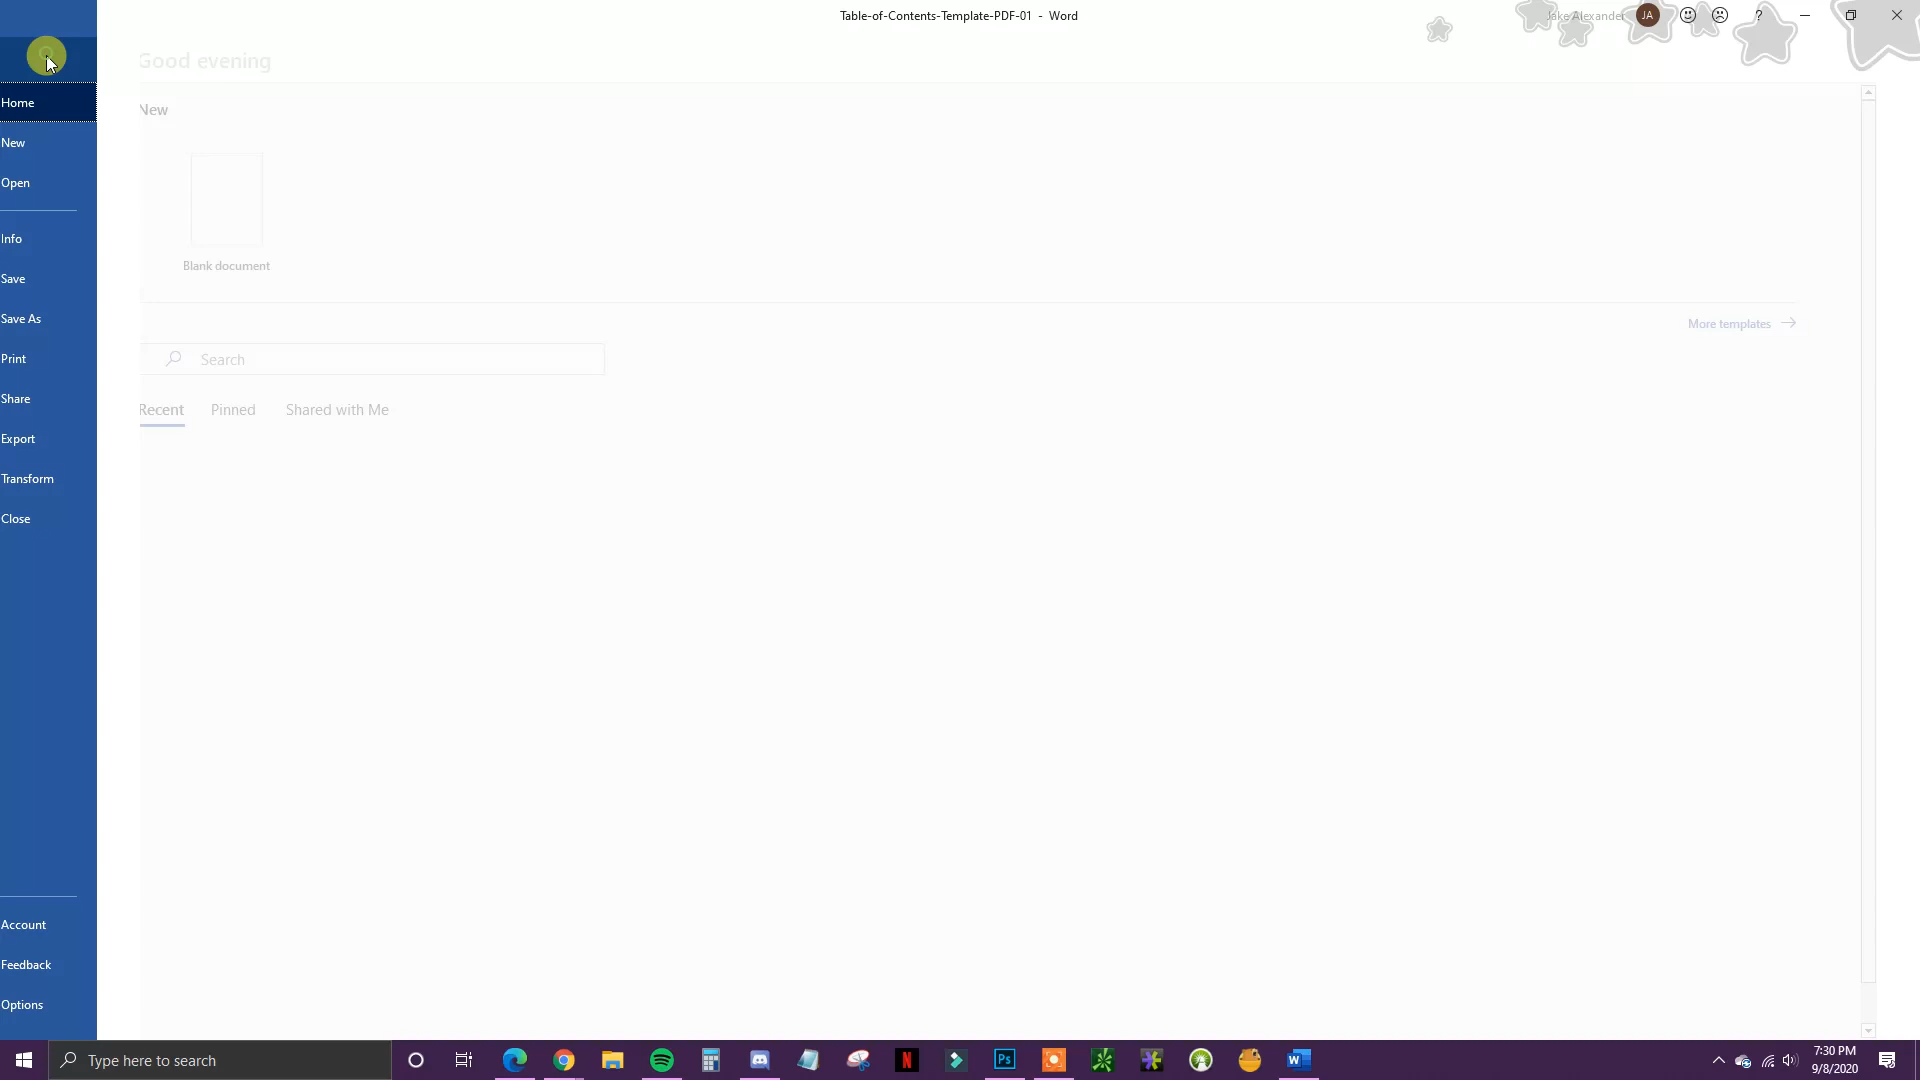 Table-of-Contents-Template-PDF-01 - Word
Jake Alexander
JA
?
Good evening
Home
New
New
Open
Blank document
Info
Save
Save As
More templates
Print
Search
Share
Recent
Pinned
Shared with Me
Export
Transform
Close
Account
Feedback
Options
Type here to search
N
Ps
W
7:30 PM
9/8/2020